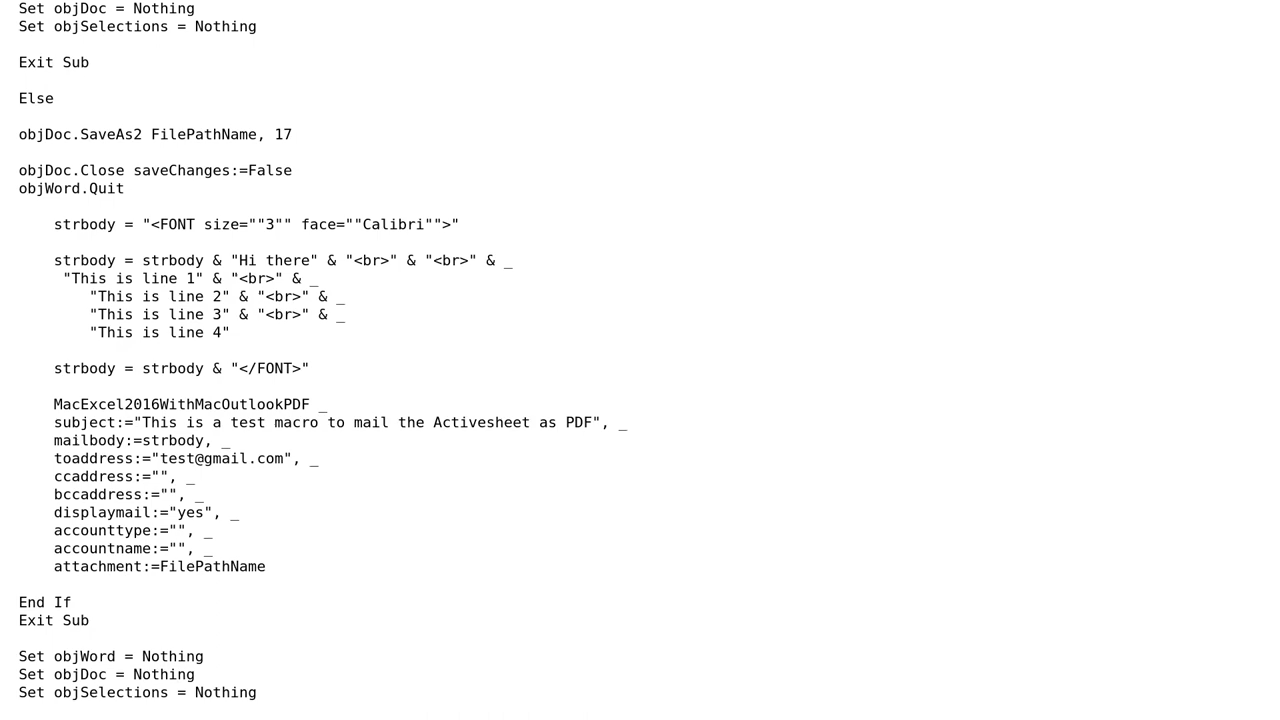 Set objDoc = Nothing
Set objSelections = Nothing
Exit Sub
Else
objDoc.SaveAs2 FilePathName, 17
objDoc.Close saveChanges:=False
objWord.Quit
strbody = "<FONT size=""3"" face=""Calibri"">"
strbody = strbody & "Hi there" & "<br>" & "<br>" & _
"This is line 1" & "<br>" & _
"This is line 2" & "<br>" & _
"This is line 3" & "<br>" & _
"This is line 4"
strbody = strbody & "</FONT>"
MacExcel2016WithMacOutlookPDF _
subject:="This is a test macro to mail the Activesheet as PDF", _
mailbody:=strbody, _
toaddress:="test@gmail.com", _
ccaddress:="", _
bccaddress:="", _
displaymail:="yes", _
accounttype:="", _
accountname:="", _
attachment:=FilePathName
End If
Exit Sub
Set objWord = Nothing
Set objDoc = Nothing
Set objSelections = Nothing